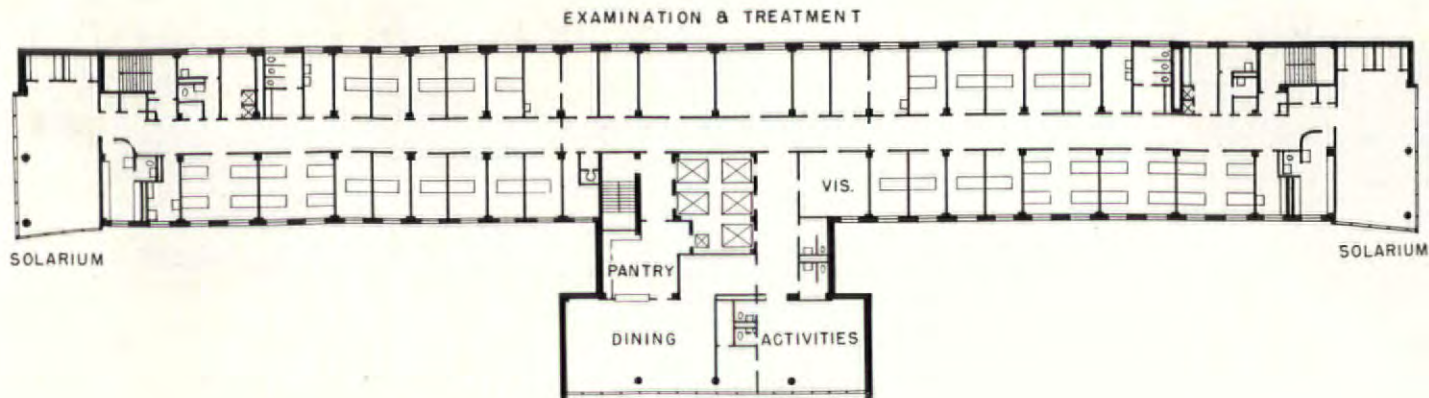 EXAMINATION & TREATMENT
VIS.
SOLARIUM
SOLARIUM
PANTRY
DINING
ACTIVITIES